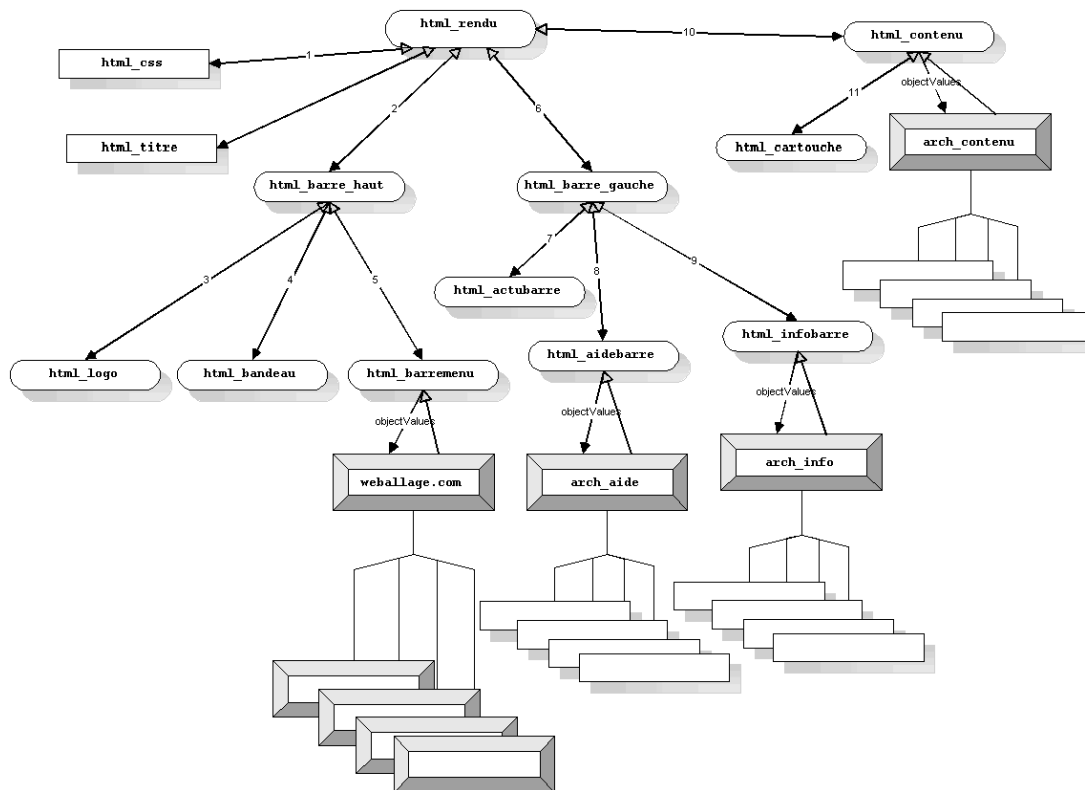 html_rendu
10
html_contenu
1
html_css
objectValues
2
6
11
html_titre
html_cartouche
arch_contenu
html_barre_haut
html_barre_gauche
7
8
9
3
4
5
html_actubarre
html_infobarre
html_aidebarre
html_logo
html_bandeau
html_barremenu
objectValues
objectValues
objectValues
arch_info
weballage.com
arch_aide